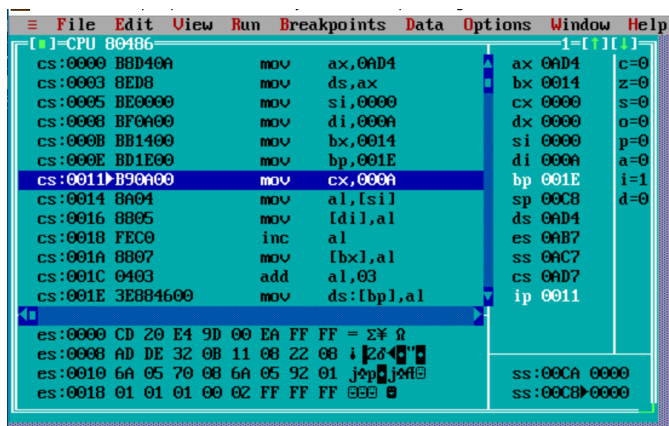 ≡ File Edit View Run Breakpoints Data Options Window Help
[■]=CPU 80486 1=[↑][↓]
cs:0000 B8D40A mov ax,0AD4 ax 0AD4 c=0
cs:0003 8ED8 mov ds,ax bx 0014 z=0
cs:0005 BE0000 mov si,0000 cx 0000 s=0
cs:0008 BF0A00 mov di,000A dx 0000 o=0
cs:000B BB1400 mov bx,0014 si 0000 p=0
cs:000E BD1E00 mov bp,001E di 000A a=0
cs:0011►B90A00 mov cx,000A bp 001E i=1
cs:0014 8A04 mov al,[si] sp 00C8 d=0
cs:0016 8805 mov [di],al ds 0AD4
cs:0018 FEC0 inc al es 0AB7
cs:001A 8807 mov [bx],al ss 0AC7
cs:001C 0403 add al,03 cs 0AD7
cs:001E 3E884600 mov ds:[bp],al ip 0011
es:0000 CD 20 E4 9D 00 EA FF FF = Σ¥ Ω
es:0008 AD DE 32 0B 11 08 22 08
es:0010 6A 05 70 08 6A 05 92 01 ss:00CA 0000
es:0018 01 01 01 00 02 FF FF FF ss:00C8►0000